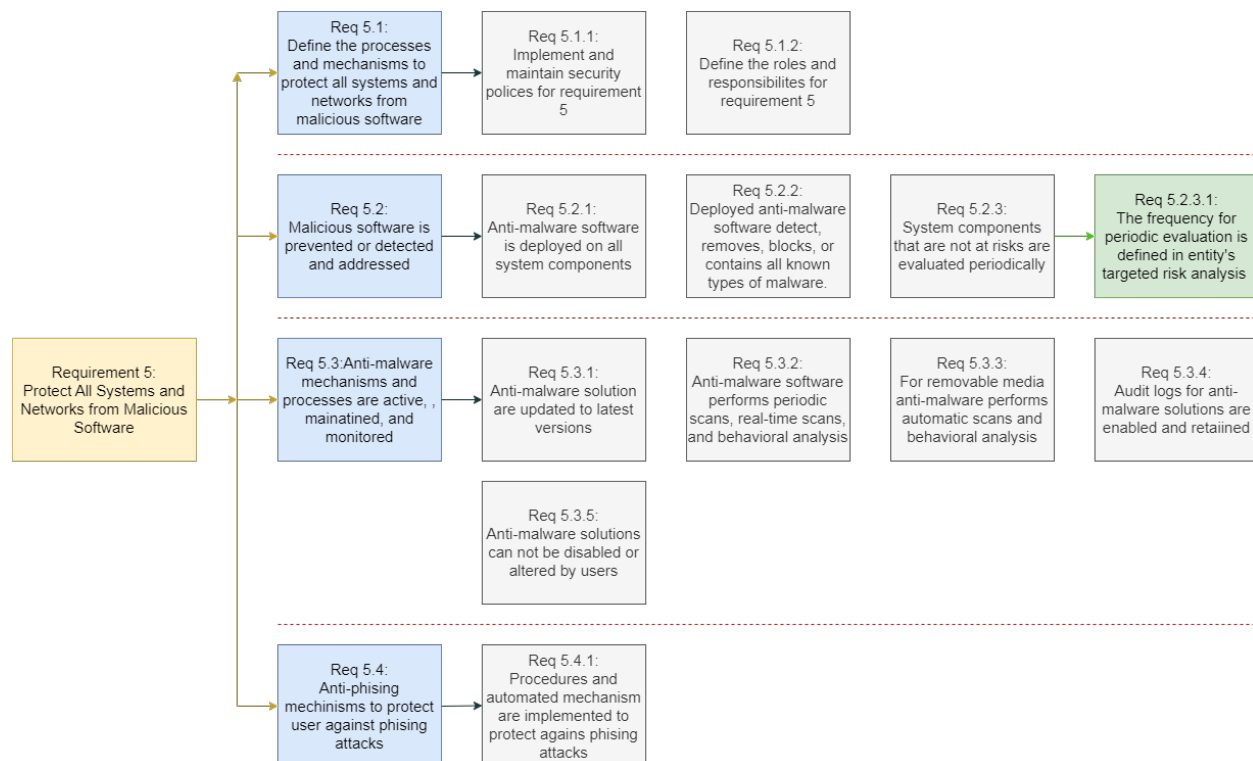 Req 5.1:
Define the processes
and mechanisms to
protect all systems and
networks from
malicious software
Req 5.1.1:
Implement and
maintain security
polices for requirement
5
Req 5.1.2:
Define the roles and
responsibilites for
requirement 5
Req 5.2:
Malicious software is
prevented or detected
and addressed
Req 5.2.1:
Anti-malware software
is deployed on all
system components
Req 5.2.2:
Deployed anti-malware
software detect,
removes, blocks, or
contains all known
types of malware.
Req 5.2.3:
System components
that are not at risks are
evaluated periodically
Req 5.2.3.1:
The frequency for
periodic evaluation is
defined in entity's
targeted risk analysis
Requirement 5:
Protect All Systems and
Networks from Malicious
Software
Req 5.3:Anti-malware
mechanisms and
processes are active, ,
mainatined, and
monitored
Req 5.3.1:
Anti-malware solution
are updated to latest
versions
Req 5.3.2:
Anti-malware software
performs periodic
scans, real-time scans,
and behavioral analysis
Req 5.3.3:
For removable media
anti-malware performs
automatic scans and
behavioral analysis
Req 5.3.4:
Audit logs for anti-
malware solutions are
enabled and retaiined
Req 5.3.5:
Anti-malware solutions
can not be disabled or
altered by users
Req 5.4:
Anti-phising
mechinisms to protect
user against phising
attacks
Req 5.4.1:
Procedures and
automated mechanism
are implemented to
protect agains phising
attacks